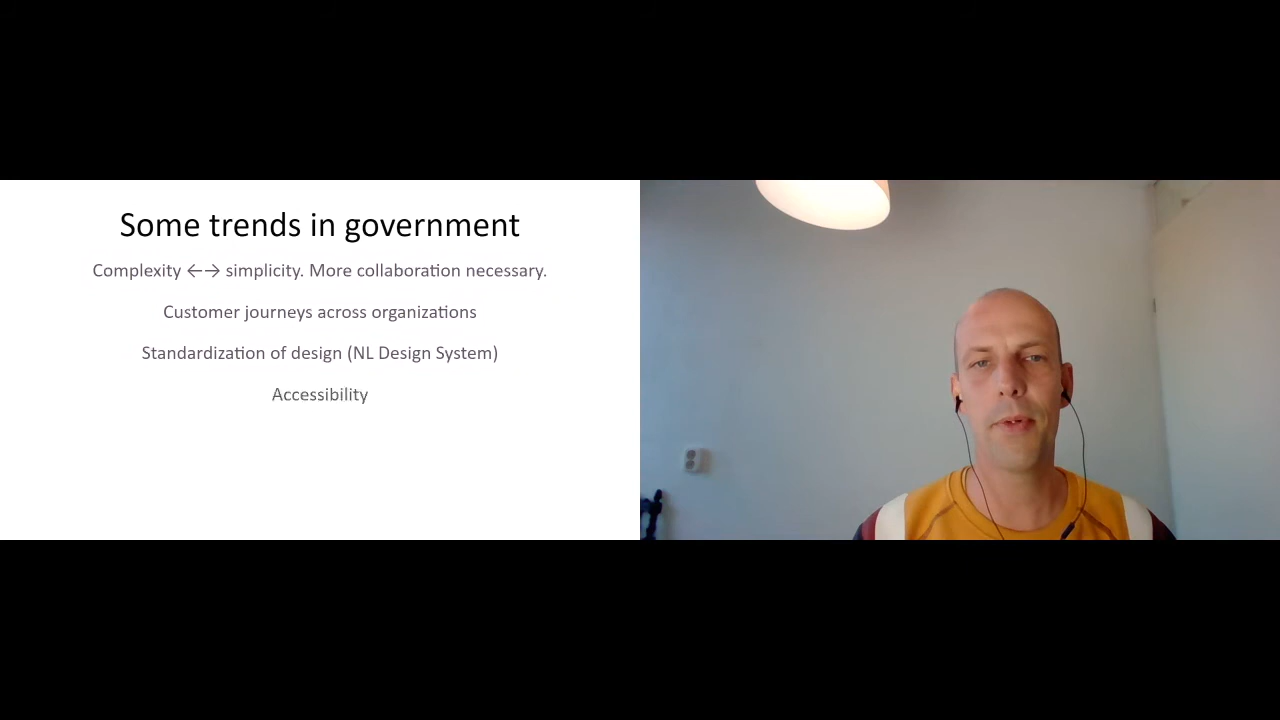 Some trends in government
Complexity ←→ simplicity. More collaboration necessary.
Customer journeys across organizations
Standardization of design (NL Design System)
Accessibility